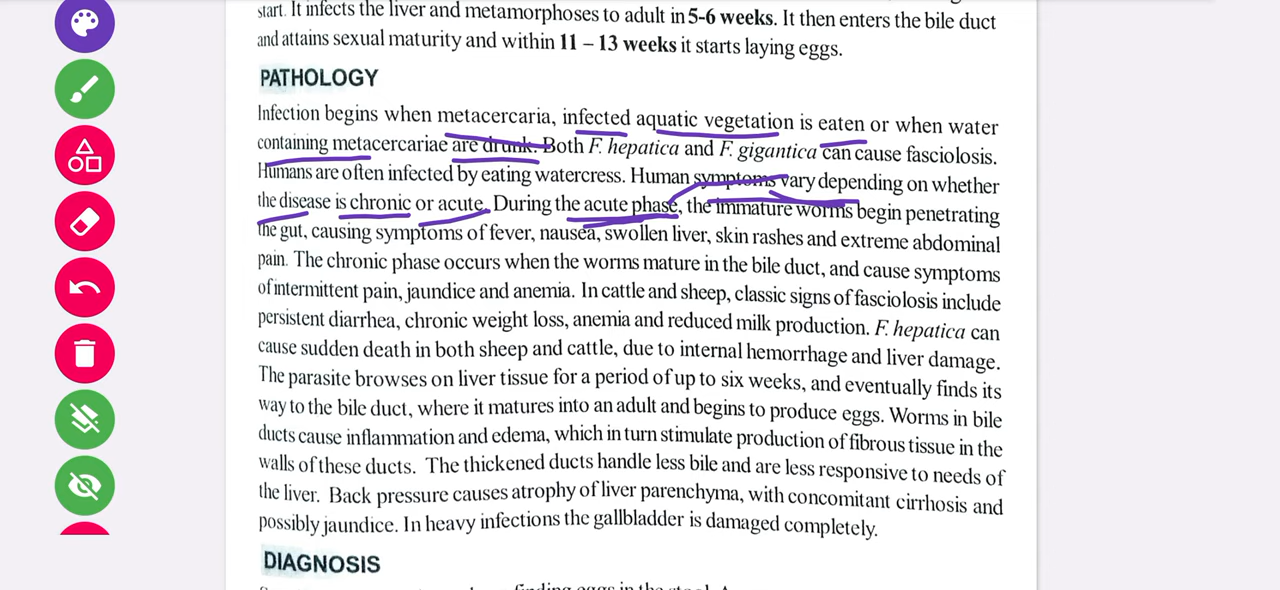 start. It infects the liver and metamorphoses to adult in 5-6 weeks. It then enters the bile duct
and attains sexual maturity and within 11 – 13 weeks it starts laying eggs.
PATHOLOGY
Infection begins when metacercaria, infected aquatic vegetation is eaten or when water
containing metacercariae are drunk. Both F. hepatica and F. gigantica can cause fasciolosis.
Humans are often infected by eating watercress. Human symptoms vary depending on whether
the disease is chronic or acute. During the acute phase, the immature worms begin penetrating
the gut, causing symptoms of fever, nausea, swollen liver, skin rashes and extreme abdominal
pain. The chronic phase occurs when the worms mature in the bile duct, and cause symptoms
of intermittent pain, jaundice and anemia. In cattle and sheep, classic signs of fasciolosis include
persistent diarrhea, chronic weight loss, anemia and reduced milk production. F. hepatica can
cause sudden death in both sheep and cattle, due to internal hemorrhage and liver damage.
The parasite browses on liver tissue for a period of up to six weeks, and eventually finds its
way to the bile duct, where it matures into an adult and begins to produce eggs. Worms in bile
ducts cause inflammation and edema, which in turn stimulate production of fibrous tissue in the
walls of these ducts. The thickened ducts handle less bile and are less responsive to needs of
the liver. Back pressure causes atrophy of liver parenchyma, with concomitant cirrhosis and
possibly jaundice. In heavy infections the gallbladder is damaged completely.
DIAGNOSIS
finding eggs in the stool.